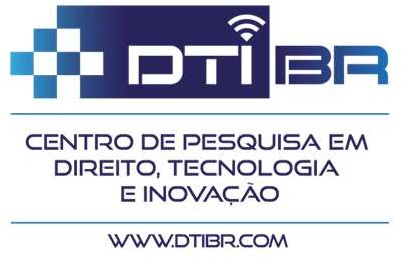 DTIBR
CENTRO DE PESQUISA EM
DIREITO, TECNOLOGIA
E INOVAÇÃO
WWW.DTIBR.COM